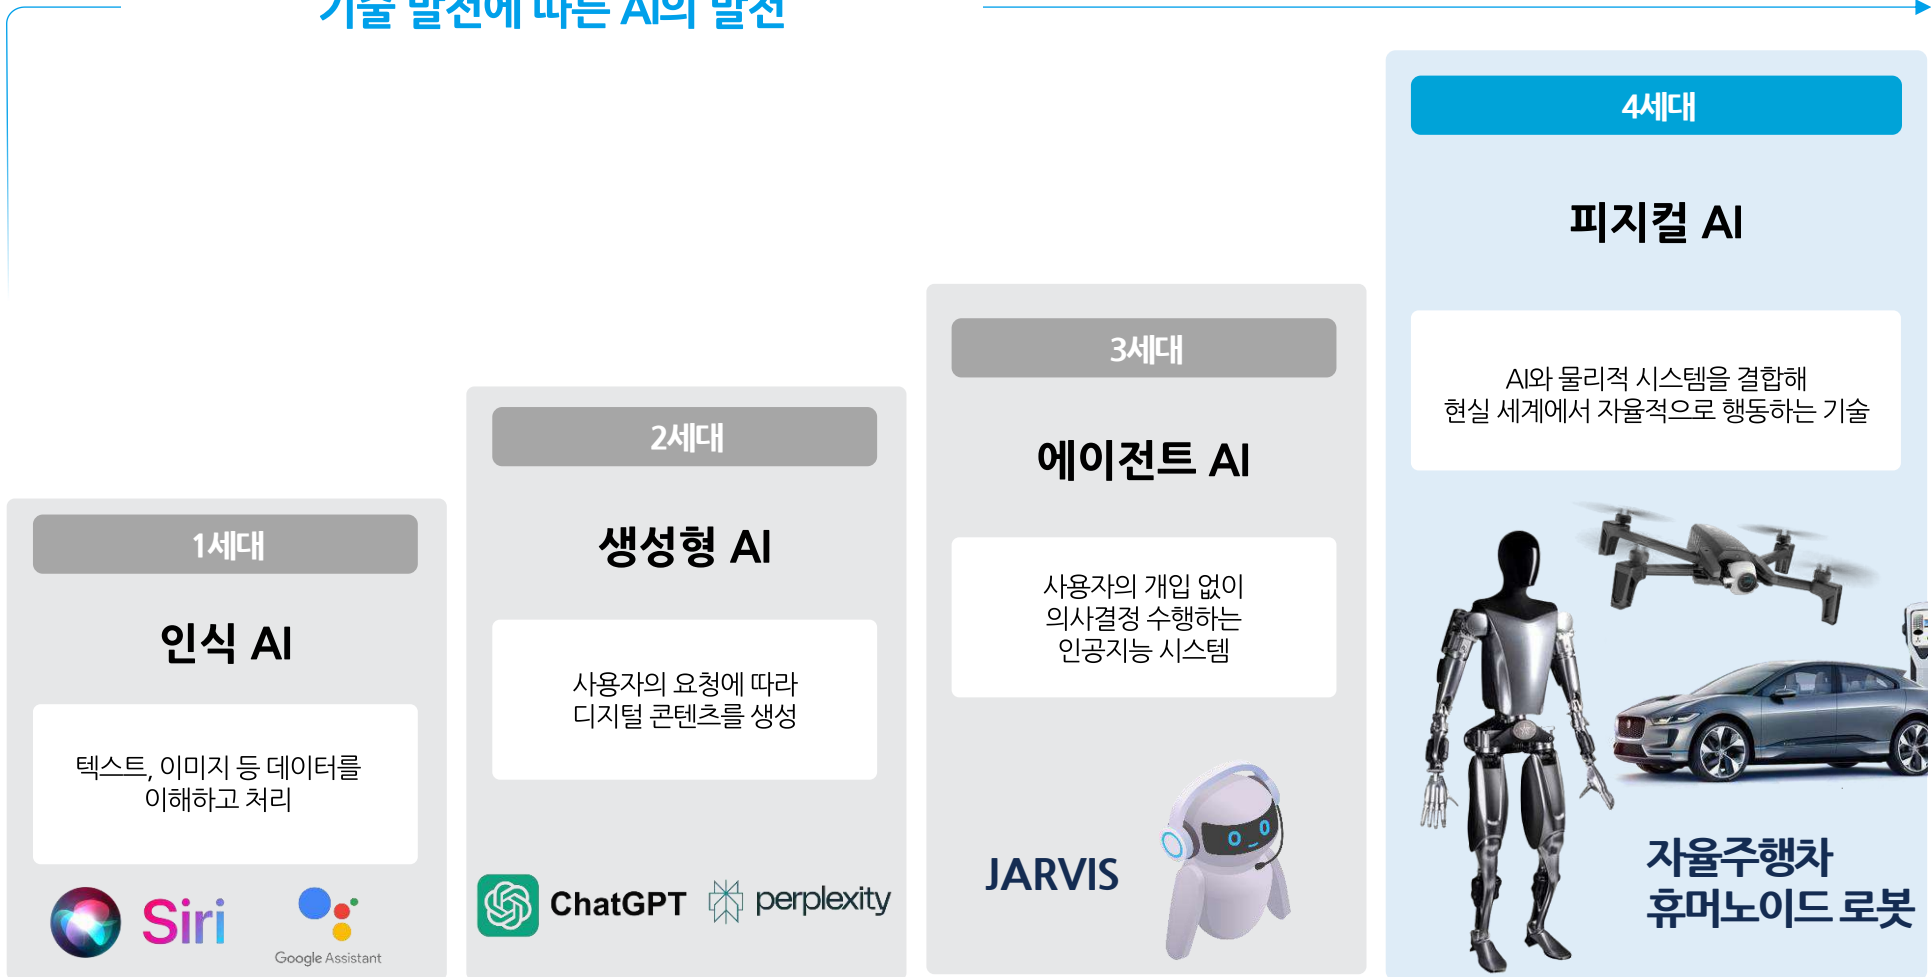 기술 발전에 따른 AI의 발전
1세대
인식 AI
텍스트, 이미지 등 데이터를
이해하고 처리
Siri
Google Assistant
2세대
생성형 AI
사용자의 요청에 따라
디지털 콘텐츠를 생성
ChatGPT
perplexity
3세대
에이전트 AI
사용자의 개입 없이
의사결정 수행하는
인공지능 시스템
JARVIS
4세대
피지컬 AI
AI와 물리적 시스템을 결합해
현실 세계에서 자율적으로 행동하는 기술
자율주행차
휴머노이드 로봇